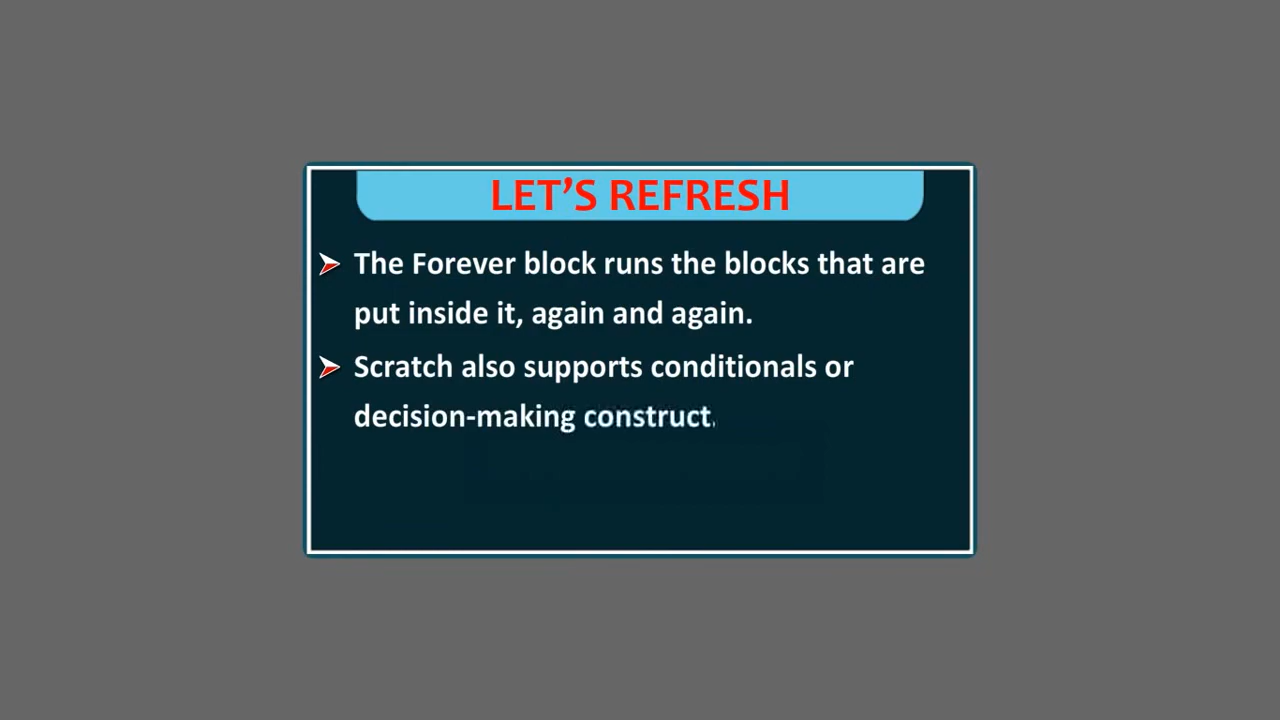 LET'S REFRESH
The Forever block runs the blocks that are
put inside it, again and again.
Scratch also supports conditionals or
decision-making construct.